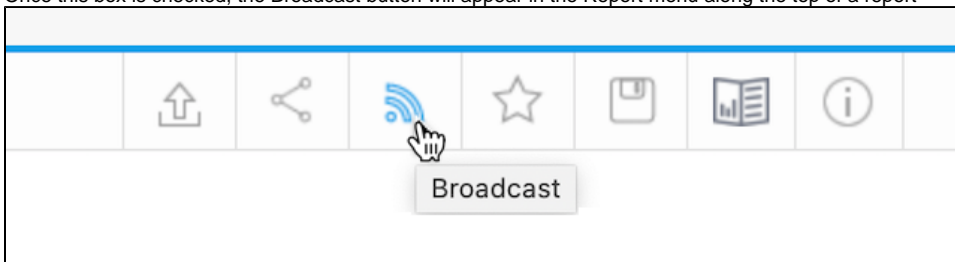 Once this box is checked, the Broadcast button will appear in the Report menu along the top of a report
Broadcast